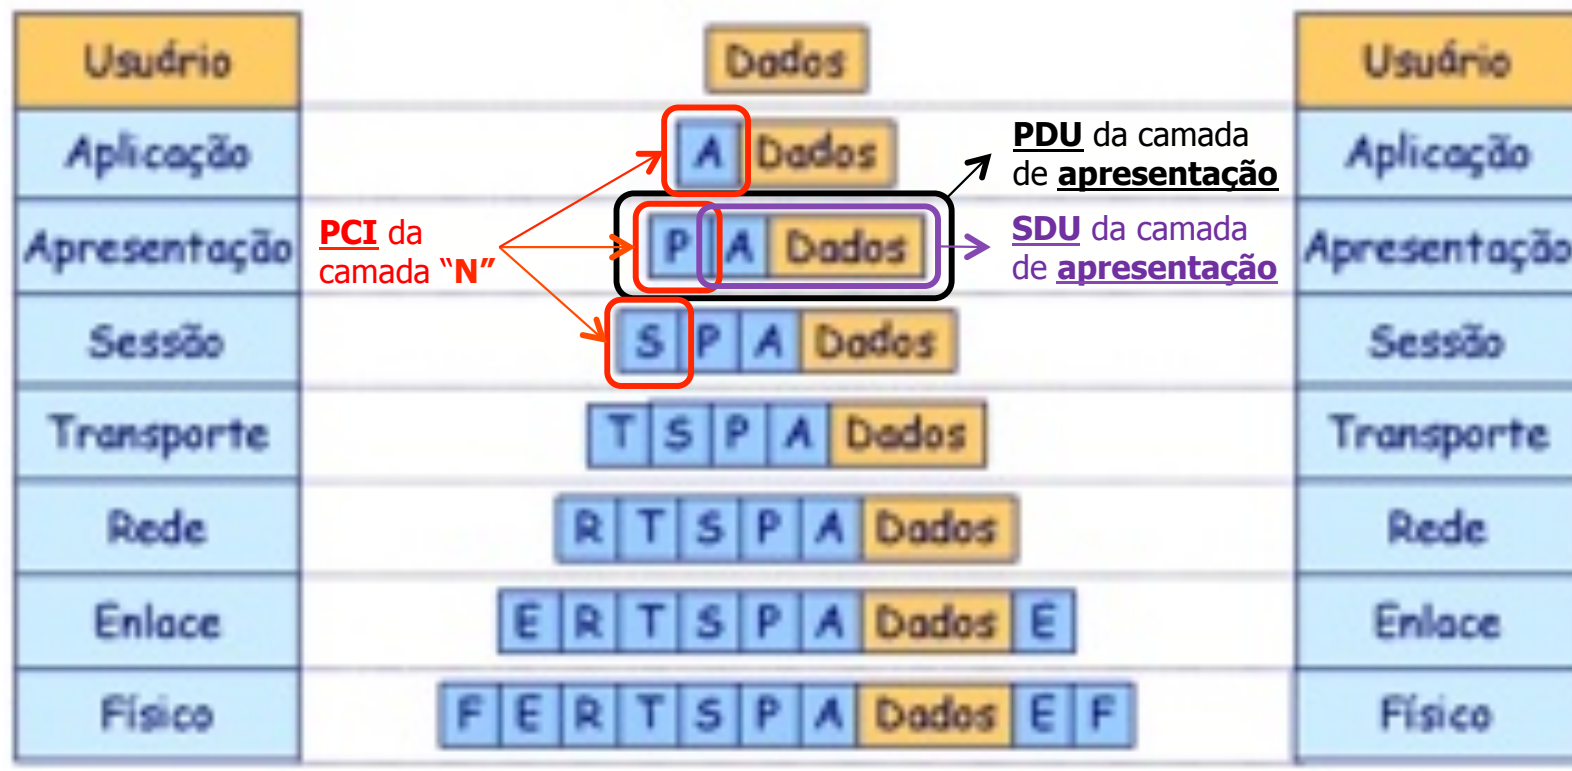 Usuário
Dados
Usuário
Aplicação
A Dados
PDU da camada
de apresentação
Aplicação
Apresentação
PCI da
camada “N”
P A Dados
SDU da camada
de apresentação
Apresentação
Sessão
S P A Dados
Sessão
Transporte
T S P A Dados
Transporte
Rede
R T S P A Dados
Rede
Enlace
E R T S P A Dados E
Enlace
Físico
F E R T S P A Dados E F
Físico